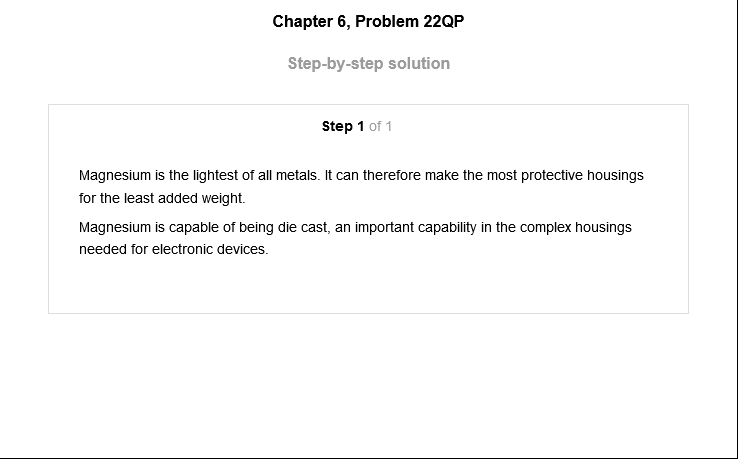 Chapter 6, Problem 22QP
Step-by-step solution
Step 1 of 1
Magnesium is the lightest of all metals. It can therefore make the most protective housings
for the least added weight.
Magnesium is capable of being die cast, an important capability in the complex housings
needed for electronic devices.